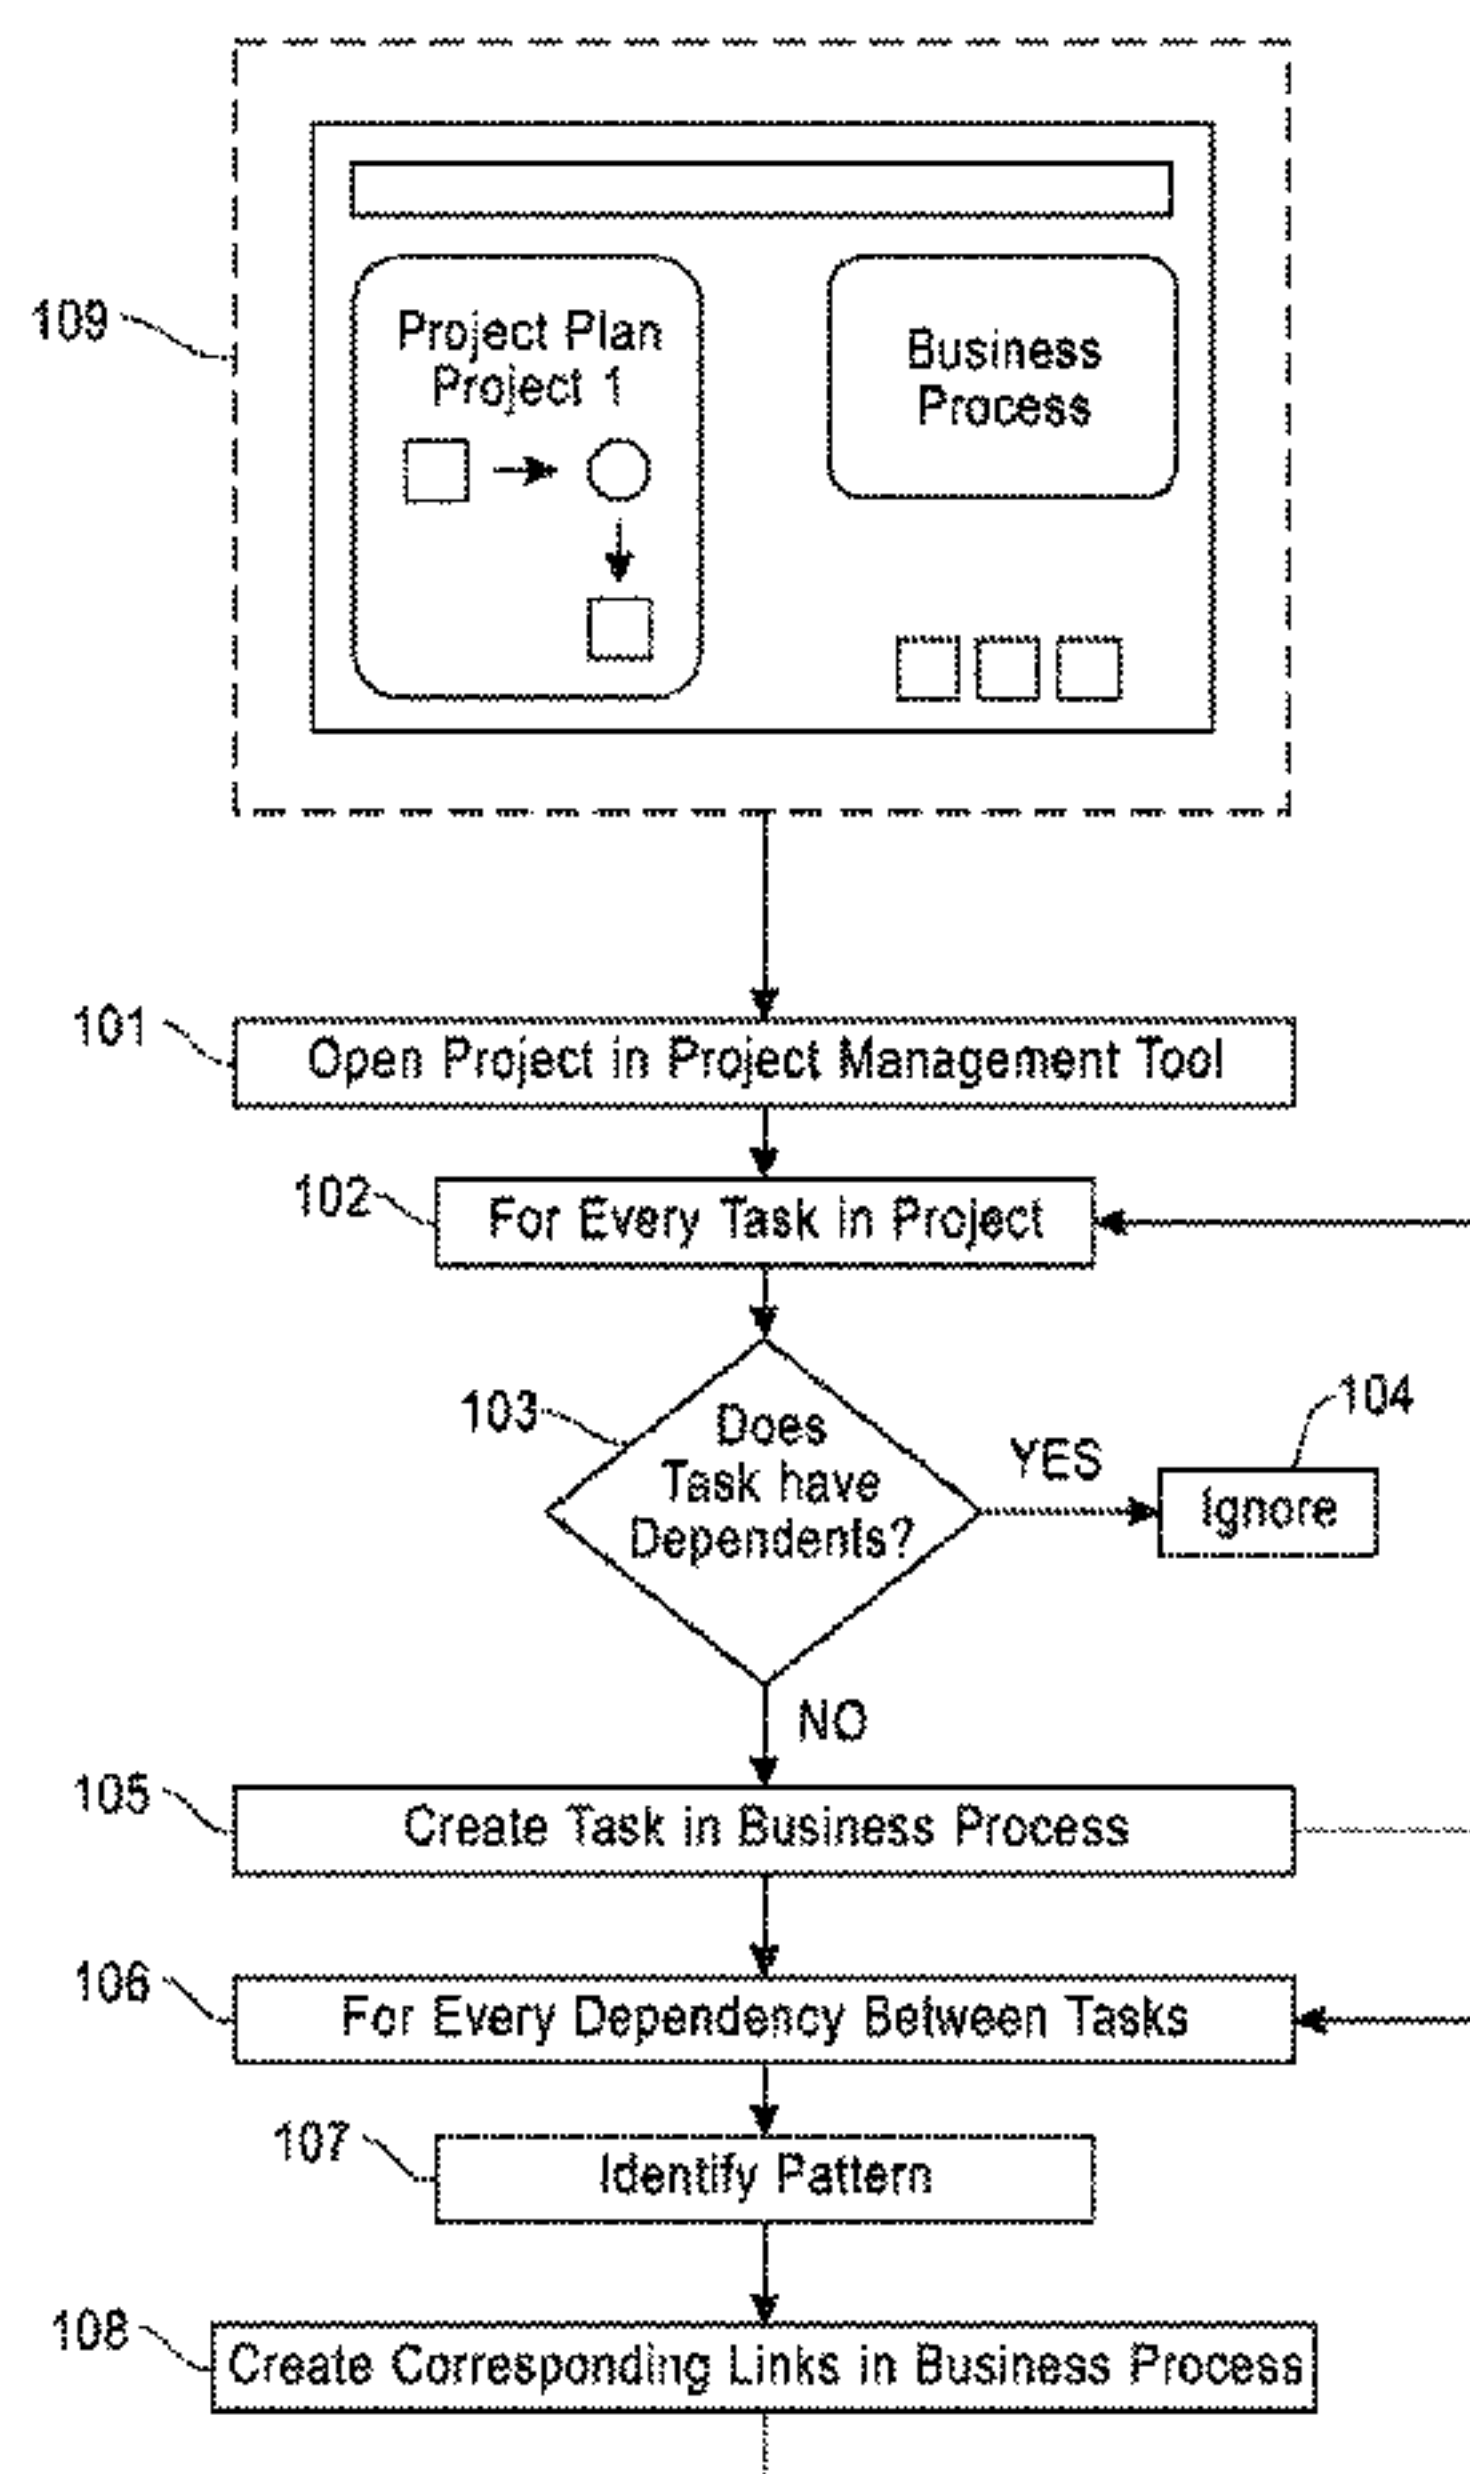 109
Project Plan
Project 1
Business
Process
101
Open Project in Project Management Tool
102
For Every Task in Project
103
Does
Task have
Dependents?
YES
104
Ignore
NO
105
Create Task in Business Process
106
For Every Dependency Between Tasks
107
Identify Pattern
108
Create Corresponding Links in Business Process